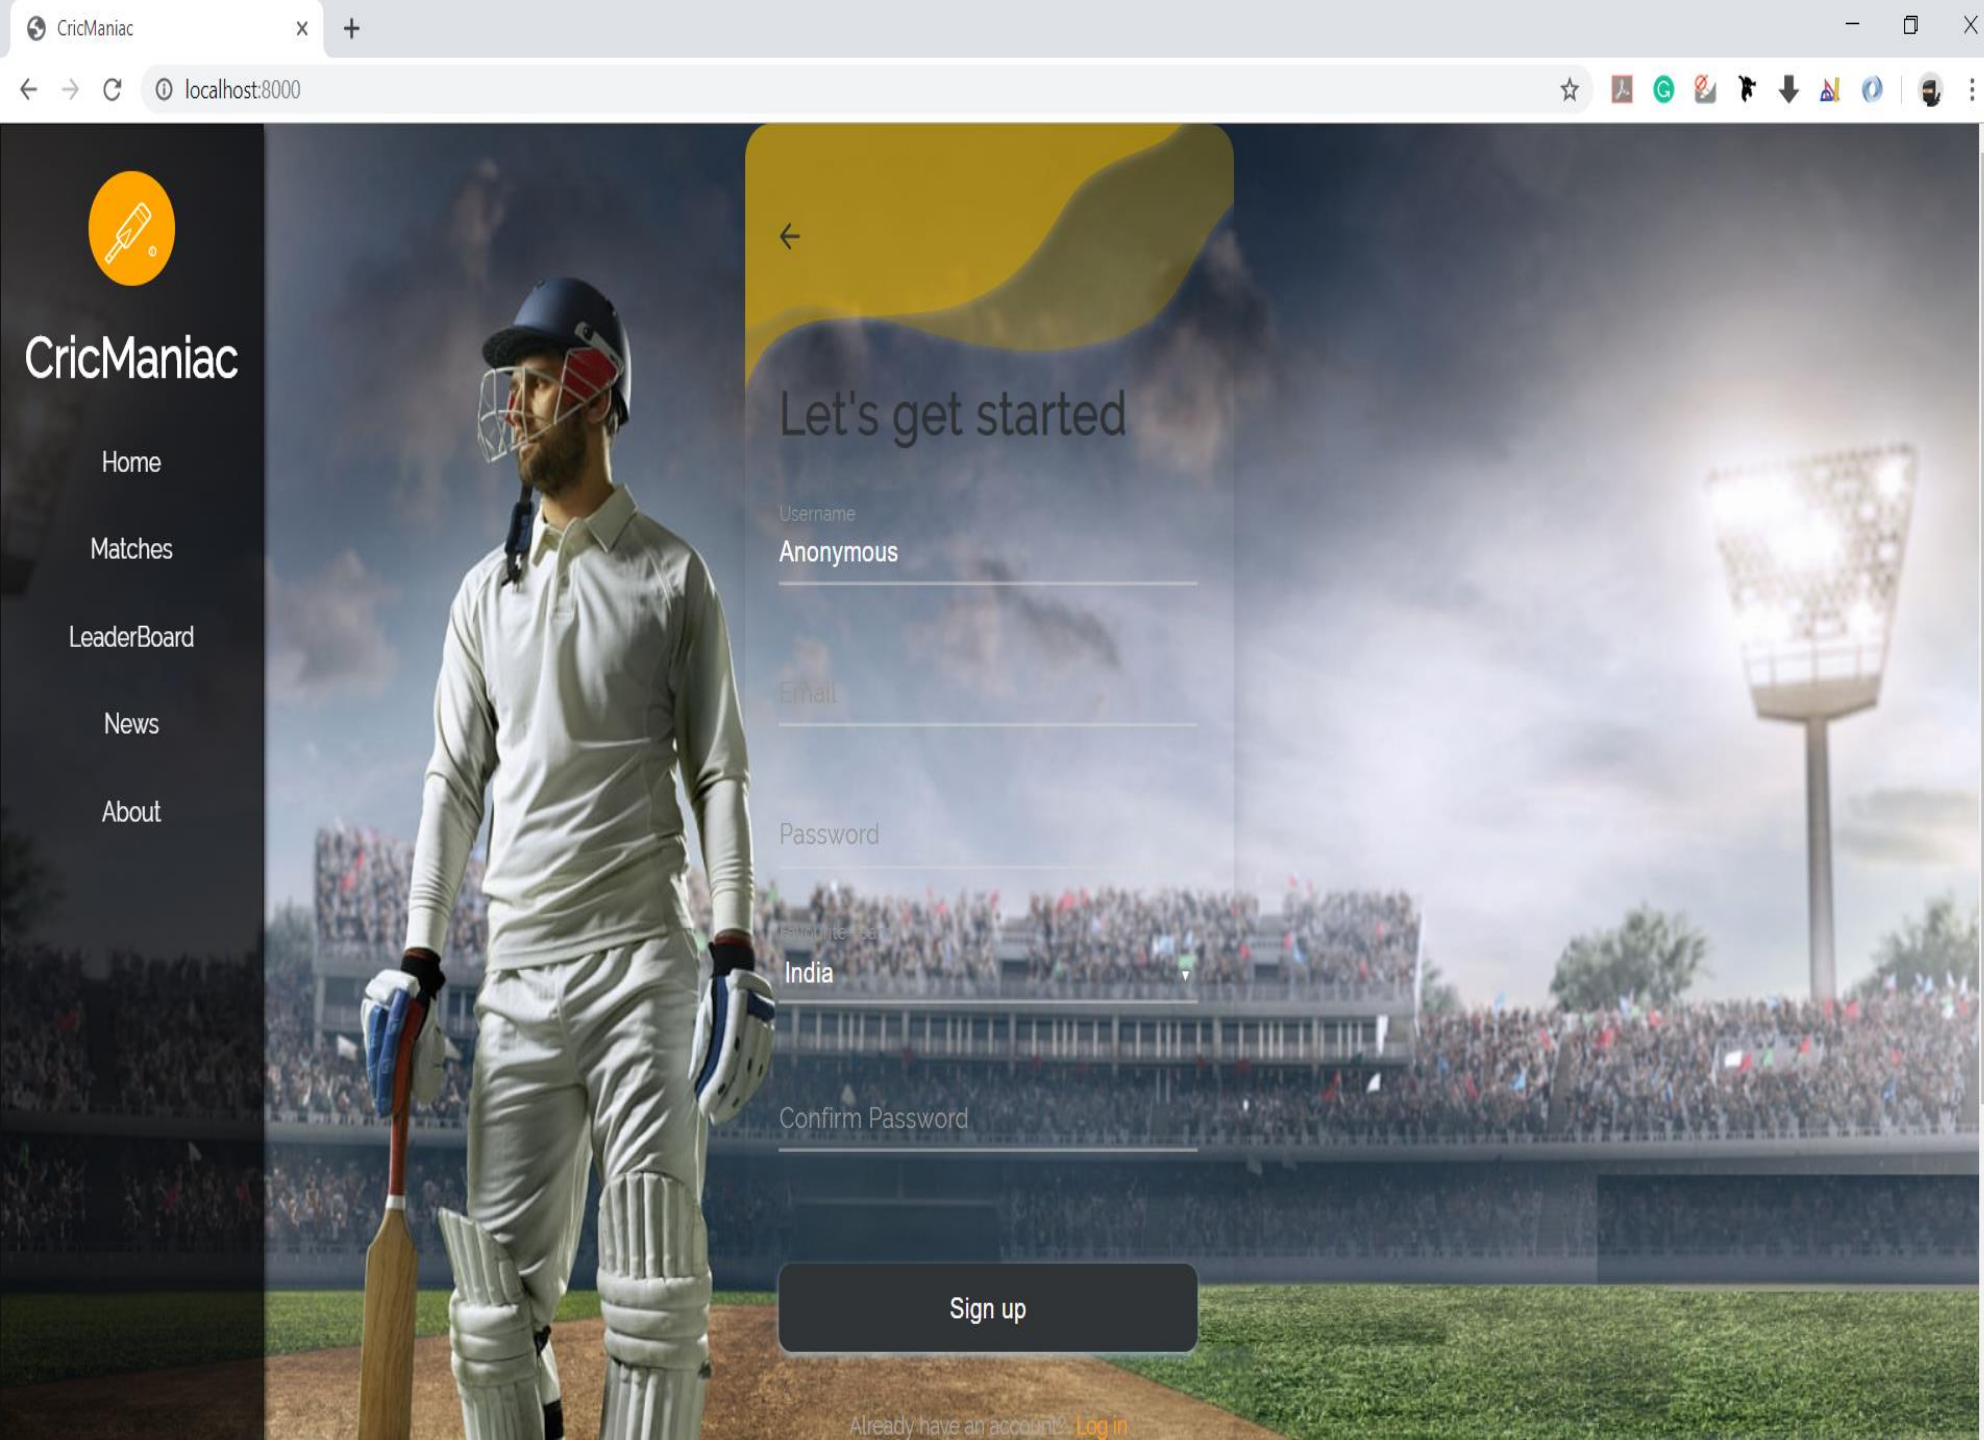 CricManiac
localhost:8000
CricManiac
Home
Matches
LeaderBoard
News
About
Let's get started
Username
Anonymous
Email
Password
Favourite
India
Confirm Password
Sign up
Already have an account? Log in